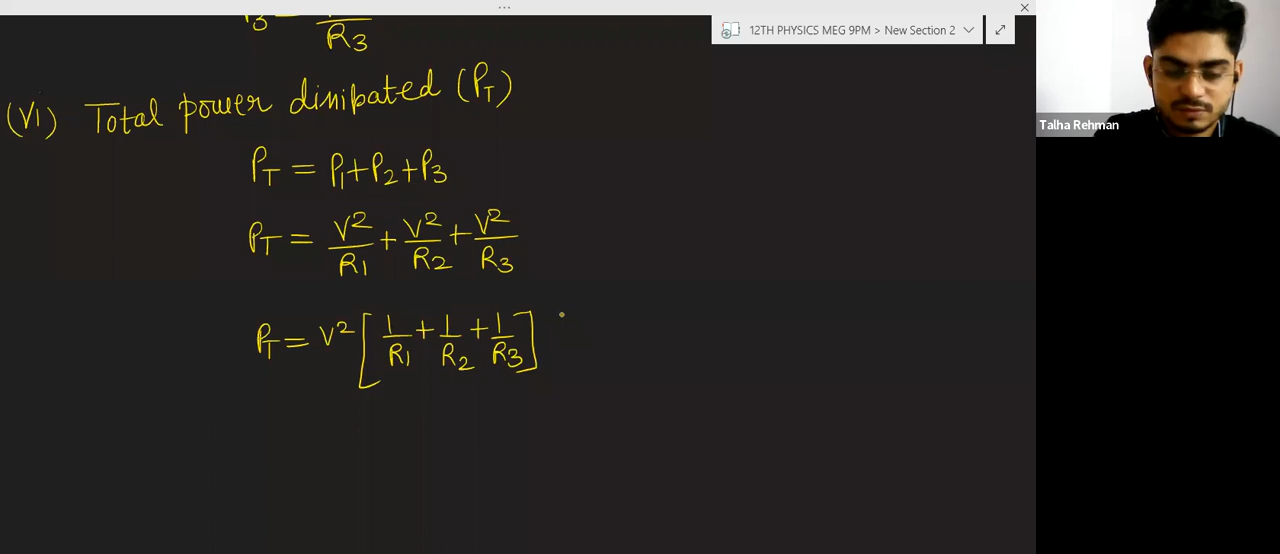 12TH PHYSICS MEG 9PM > New Section 2
R3
(Vi) Total power dissipated (PT)
Talha Rehman
PT = P1+P2+P3
PT = V²/R1 + V²/R2 + V²/R3
PT = V² [1/R1 + 1/R2 + 1/R3]